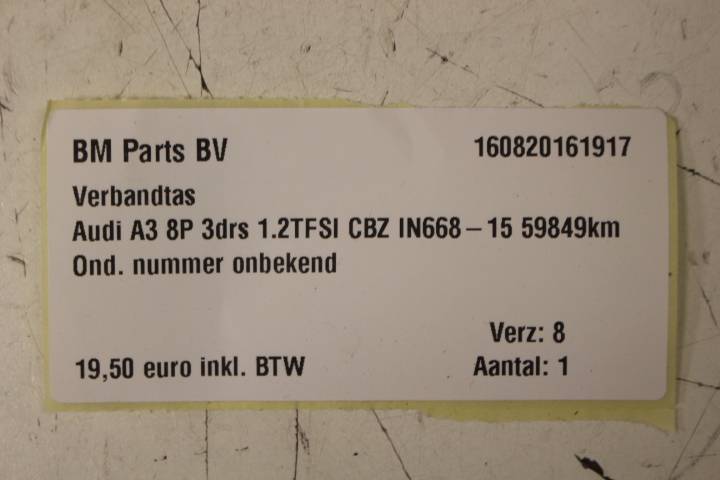 BM Parts BV 160820161917
Verbandtas
Audi A3 8P 3drs 1.2TFSI CBZ IN668-15 59849km
Ond. nummer onbekend
Verz: 8
19,50 euro inkl. BTW Aantal: 1